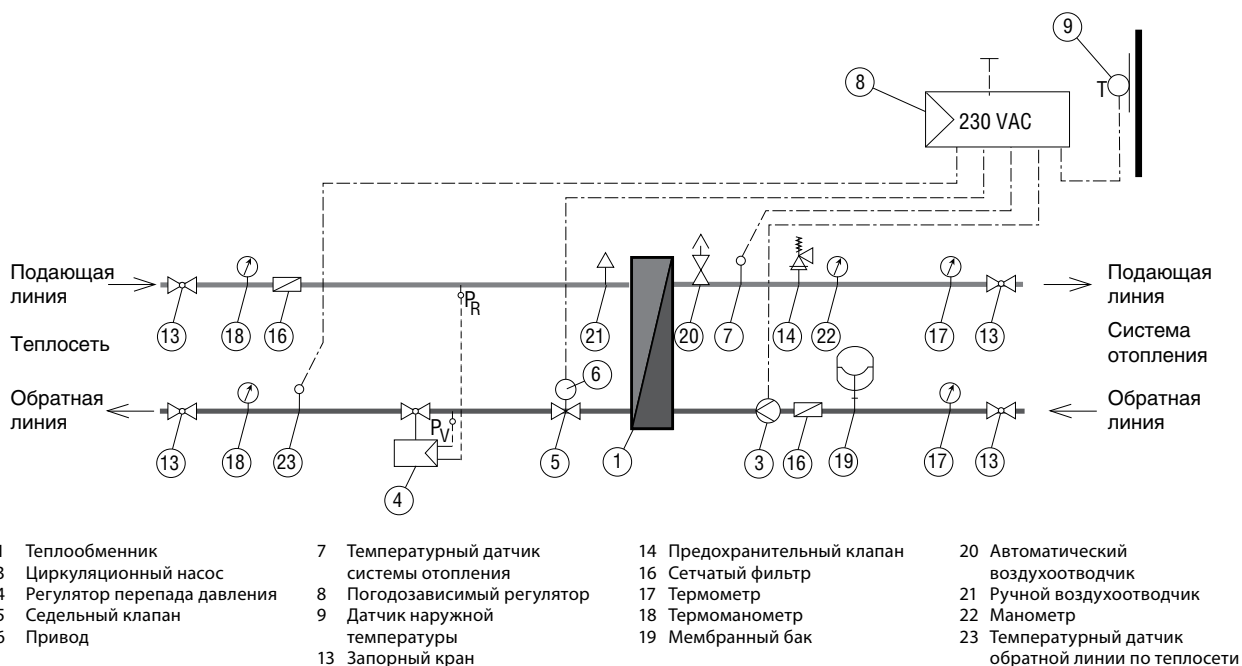 9
8
T
230 VAC
Подающая
линия
13
18
16
P
R
21
20
7
14
22
17
13
Подающая
линия
Теплосеть
Система
отопления
6
Обратная
линия
13
18
23
P
V
4
5
1
3
16
19
17
13
Обратная
линия
1 Теплообменник
3 Циркуляционный насос
4 Регулятор перепада давления
5 Седельный клапан
6 Привод
7 Температурный датчик
системы отопления
8 Погодозависимый регулятор
9 Датчик наружной
температуры
13 Запорный кран
14 Предохранительный клапан
16 Сетчатый фильтр
17 Термометр
18 Термоманометр
19 Мембранный бак
20 Автоматический
воздухоотводчик
21 Ручной воздухоотводчик
22 Манометр
23 Температурный датчик
обратной линии по теплосети